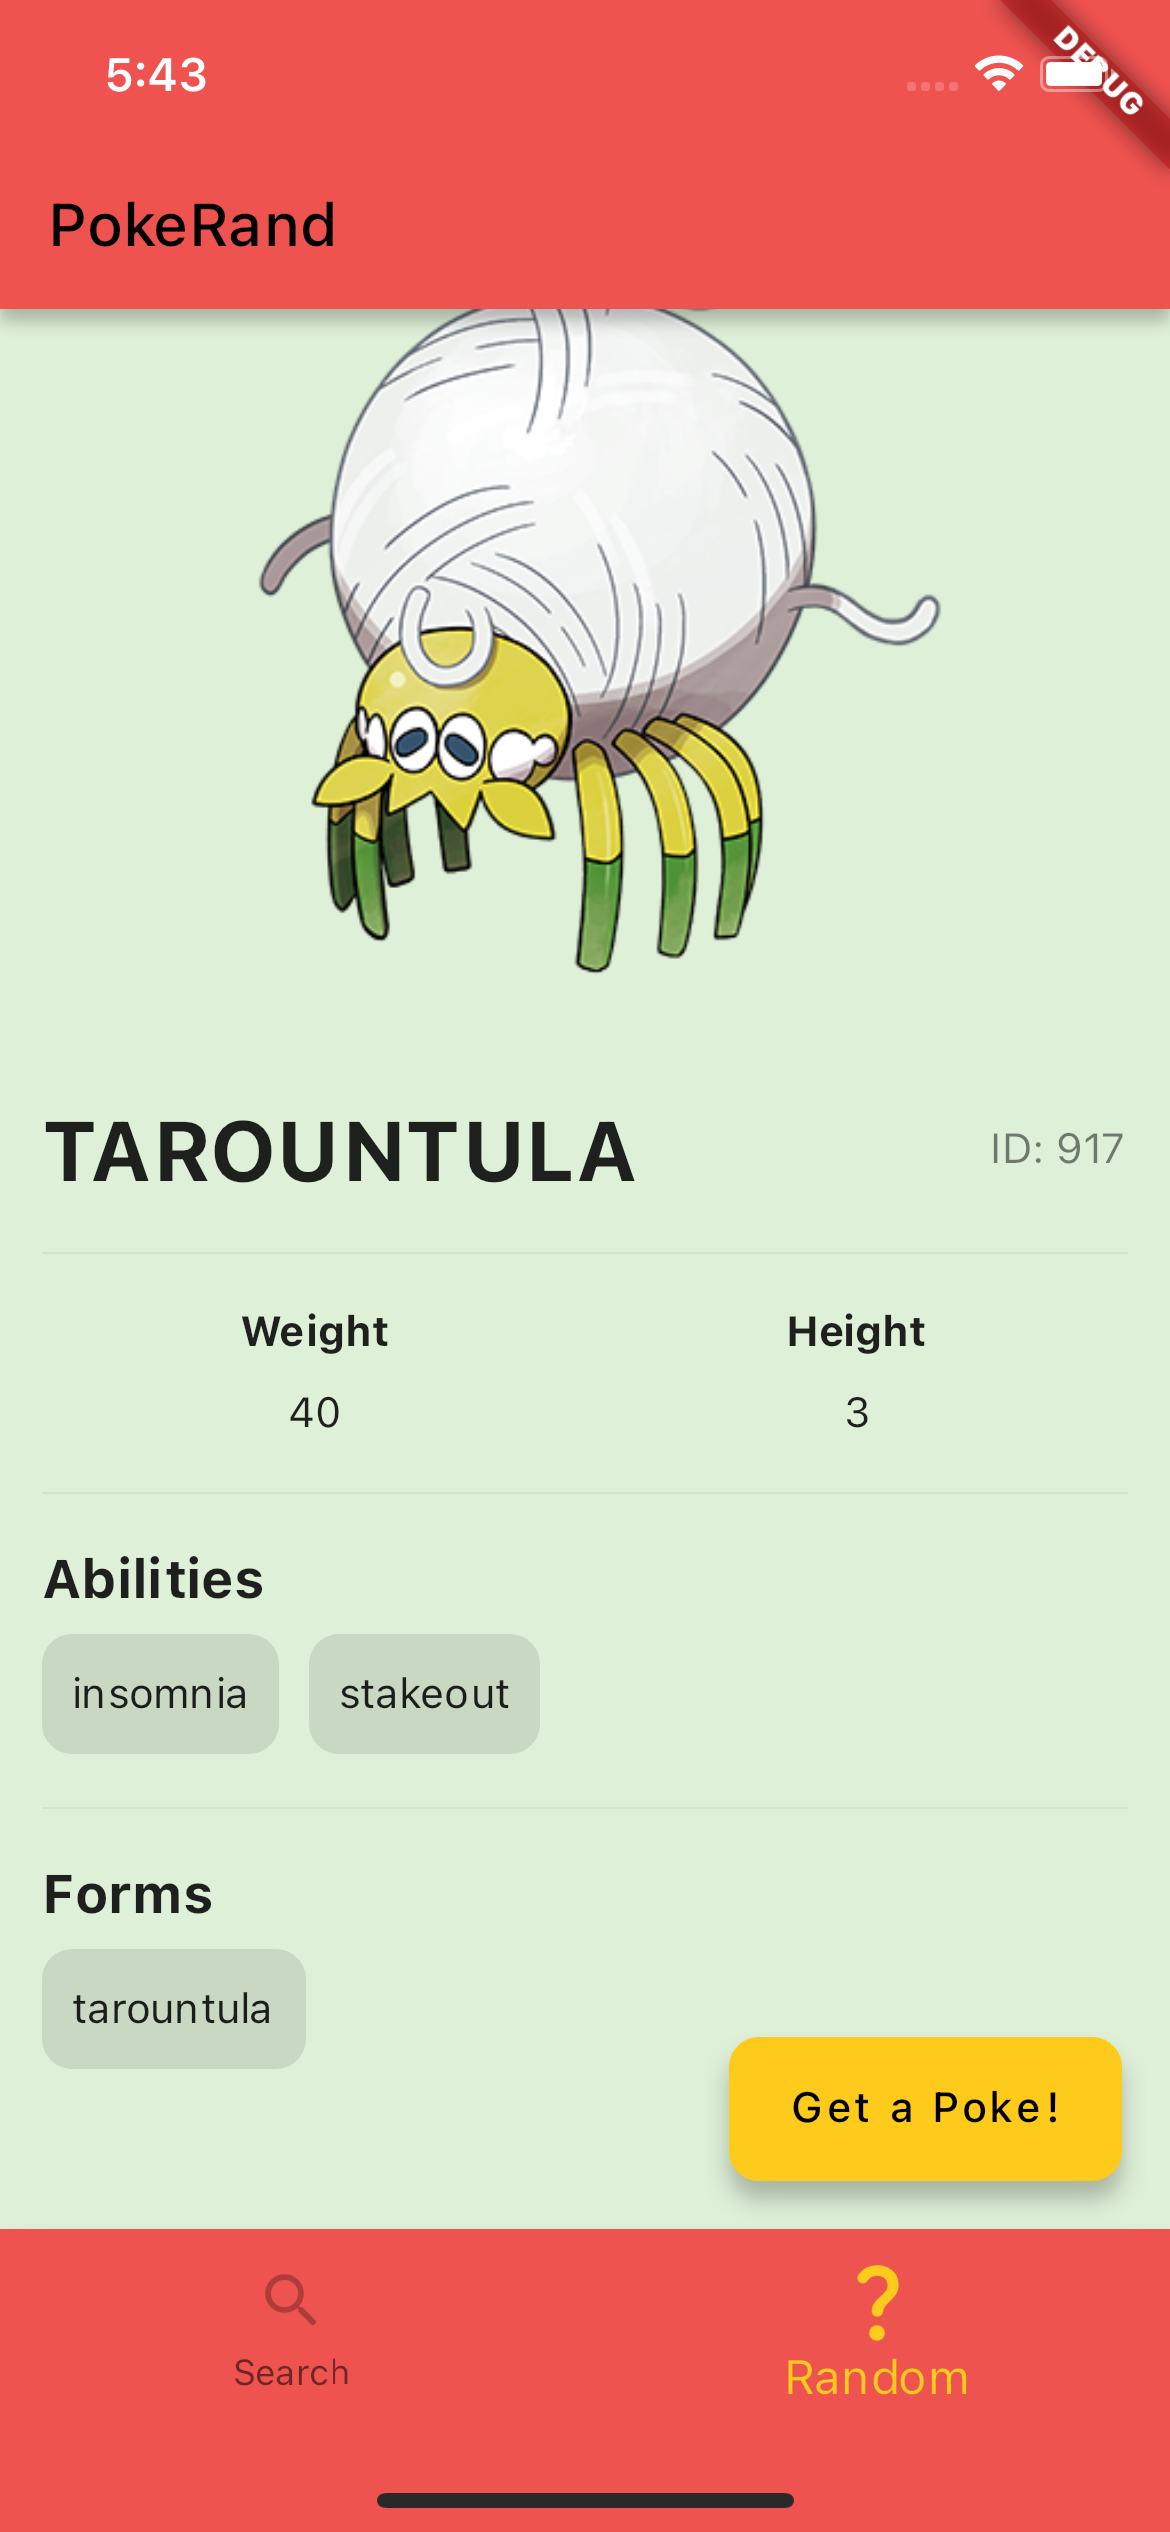 5:43
DEBUG
PokeRand
TAROUNTULA
ID: 917
Weight
Height
40
3
Abilities
insomnia
stakeout
Forms
tarountula
Get a Poke!
Search
Random